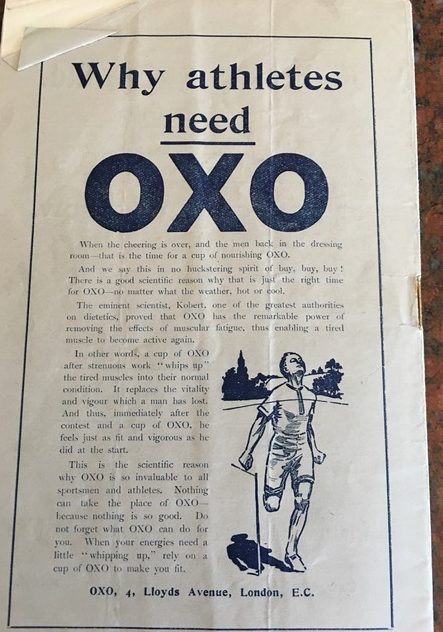 Why athletes
need
OXO
When the cheering is over, and the men back in the dressing
room—that is the time for a cup of nourishing OXO.
And we say this in no huckstering spirit of buy, buy, buy!
There is a good scientific reason why that is just the right time
for OXO—no matter what the weather, hot or cool.
The eminent scientist, Kobert, one of the greatest authorities
on dietetics, proved that OXO has the remarkable power of
removing the effects of muscular fatigue, thus enabling a tired
muscle to become active again.
In other words, a cup of OXO
after strenuous work "whips up"
the tired muscles into their normal
condition. It replaces the vitality
and vigour which a man has lost.
And thus, immediately after the
contest and a cup of OXO, he
feels just as fit and vigorous as he
did at the start.
This is the scientific reason
why OXO is so invaluable to all
sportsmen and athletes. Nothing
can take the place of OXO—
because nothing is so good. Do
not forget what OXO can do for
you. When your energies need a
little "whipping up," rely on a
cup of OXO to make you fit.
OXO, 4, Lloyds Avenue, London, E.C.